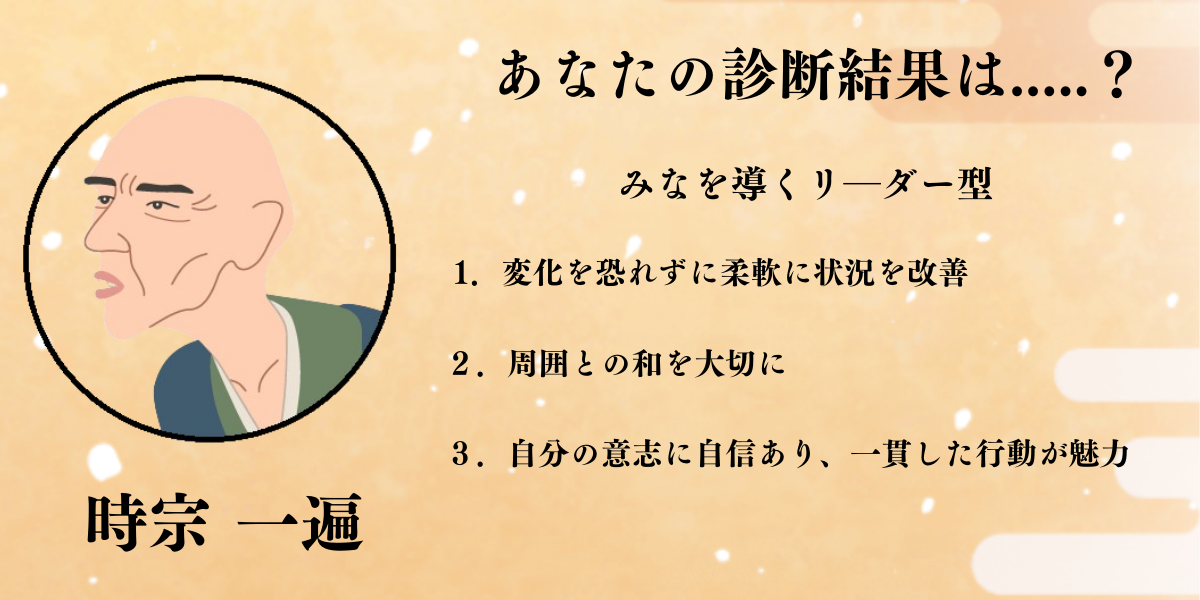 あなたの診断結果は.....？
みなを導くリ―ダー型
1. 変化を恐れずに柔軟に状況を改善
2. 周囲との和を大切に
3. 自分の意志に自信あり、一貫した行動が魅力
時宗 一遍